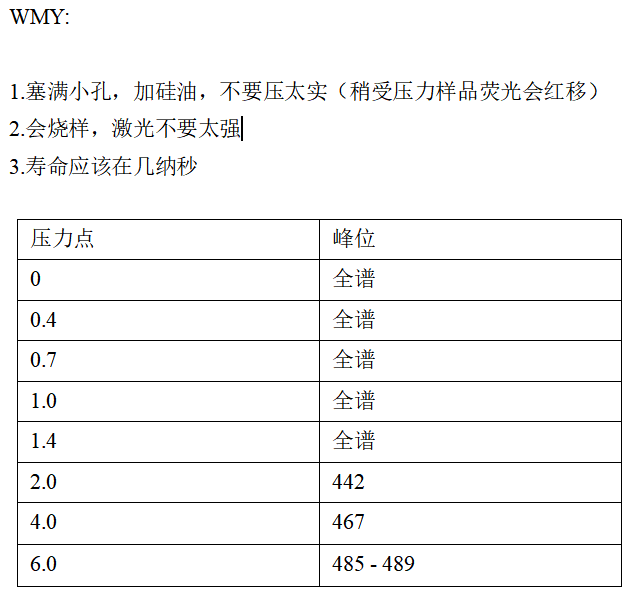 WMY:
1.塞满小孔，加硅油，不要压太实（稍受压力样品荧光会红移）
2.会烧样，激光不要太强
3.寿命应该在几纳秒
压力点 峰位
0 全谱
0.4 全谱
0.7 全谱
1.0 全谱
1.4 全谱
2.0 442
4.0 467
6.0 485 - 489